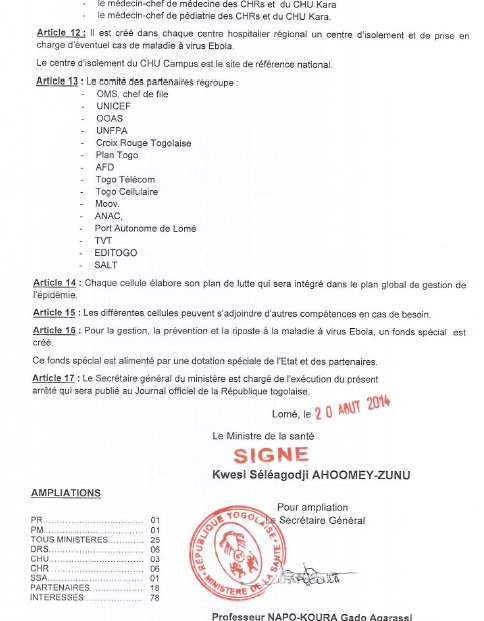 - le médecin-chef de médecine des CHRs et du CHU Kara
- le médecin-chef de pédiatrie des CHRs et du CHU Kara.
Article 12 : Il est créé dans chaque centre hospitalier régional un centre d'isolement et de prise en
charge d'éventuel cas de maladie à virus Ebola.
Le centre d'isolement du CHU Campus est le site de référence national.
Article 13 : Le comité des partenaires regroupe :
- OMS, chef de file
- UNICEF
- OOAS
- UNFPA
- Croix Rouge Togolaise
- Plan Togo
- AFD
- Togo Télécom
- Togo Cellulaire
- Moov.
- ANAC,
- Port Autonome de Lomé
- TVT
- EDITOGO
- SALT
Article 14 : Chaque cellule élabore son plan de lutte qui sera intégré dans le plan global de gestion de
l'épidémie.
Article 15 : Les différentes cellules peuvent s'adjoindre d'autres compétences en cas de besoin.
Article 16 : Pour la gestion, la prévention et la riposte à la maladie à virus Ebola, un fonds spécial est
créé.
Ce fonds spécial est alimenté par une dotation spéciale de l'Etat et des partenaires.
Article 17 : Le Secrétaire général du ministère est chargé de l'exécution du présent
arrêté qui sera publié au Journal officiel de la République togolaise.
Lomé, le 20 AOUT 2014
Le Ministre de la santé
SIGNE
Kwesi Séléagodji AHOOMEY-ZUNU
AMPLIATIONS
Pour ampliation
Le Secrétaire Général
PR........................ 01
PM........................ 01
TOUS MINISTERES........ 25
DRS....................... 06
CHU....................... 03
CHR....................... 06
SSA....................... 01
PARTENAIRES............ 18
INTERESSES.............. 78
REPUBLIQUE TOGOLAISE
MINISTERE DE LA SANTE
Professeur NAPO-KOURA Gado Agarassi